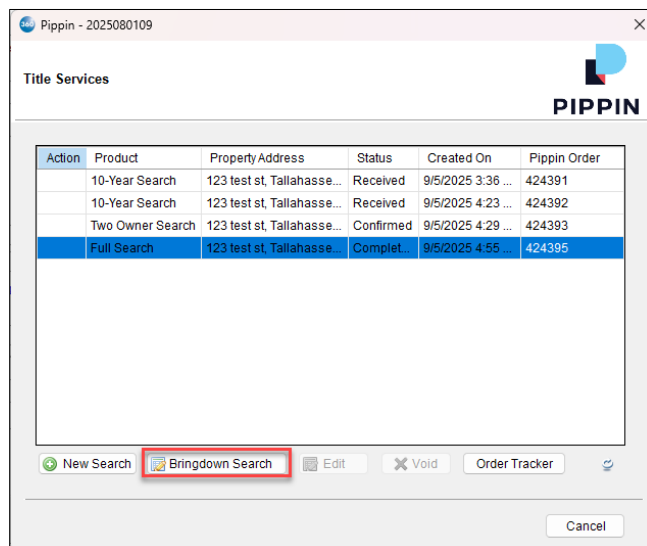 360 Pippin - 2025080109
Title Services
PIPPIN
Action Product Property Address Status Created On Pippin Order
10-Year Search 123 test st, Tallahasse... Received 9/5/2025 3:36 ... 424391
10-Year Search 123 test st, Tallahasse... Received 9/5/2025 4:23 ... 424392
Two Owner Search 123 test st, Tallahasse... Confirmed 9/5/2025 4:29 ... 424393
Full Search 123 test st, Tallahasse... Complet... 9/5/2025 4:55 ... 424395
New Search Bringdown Search Edit Void Order Tracker
Cancel